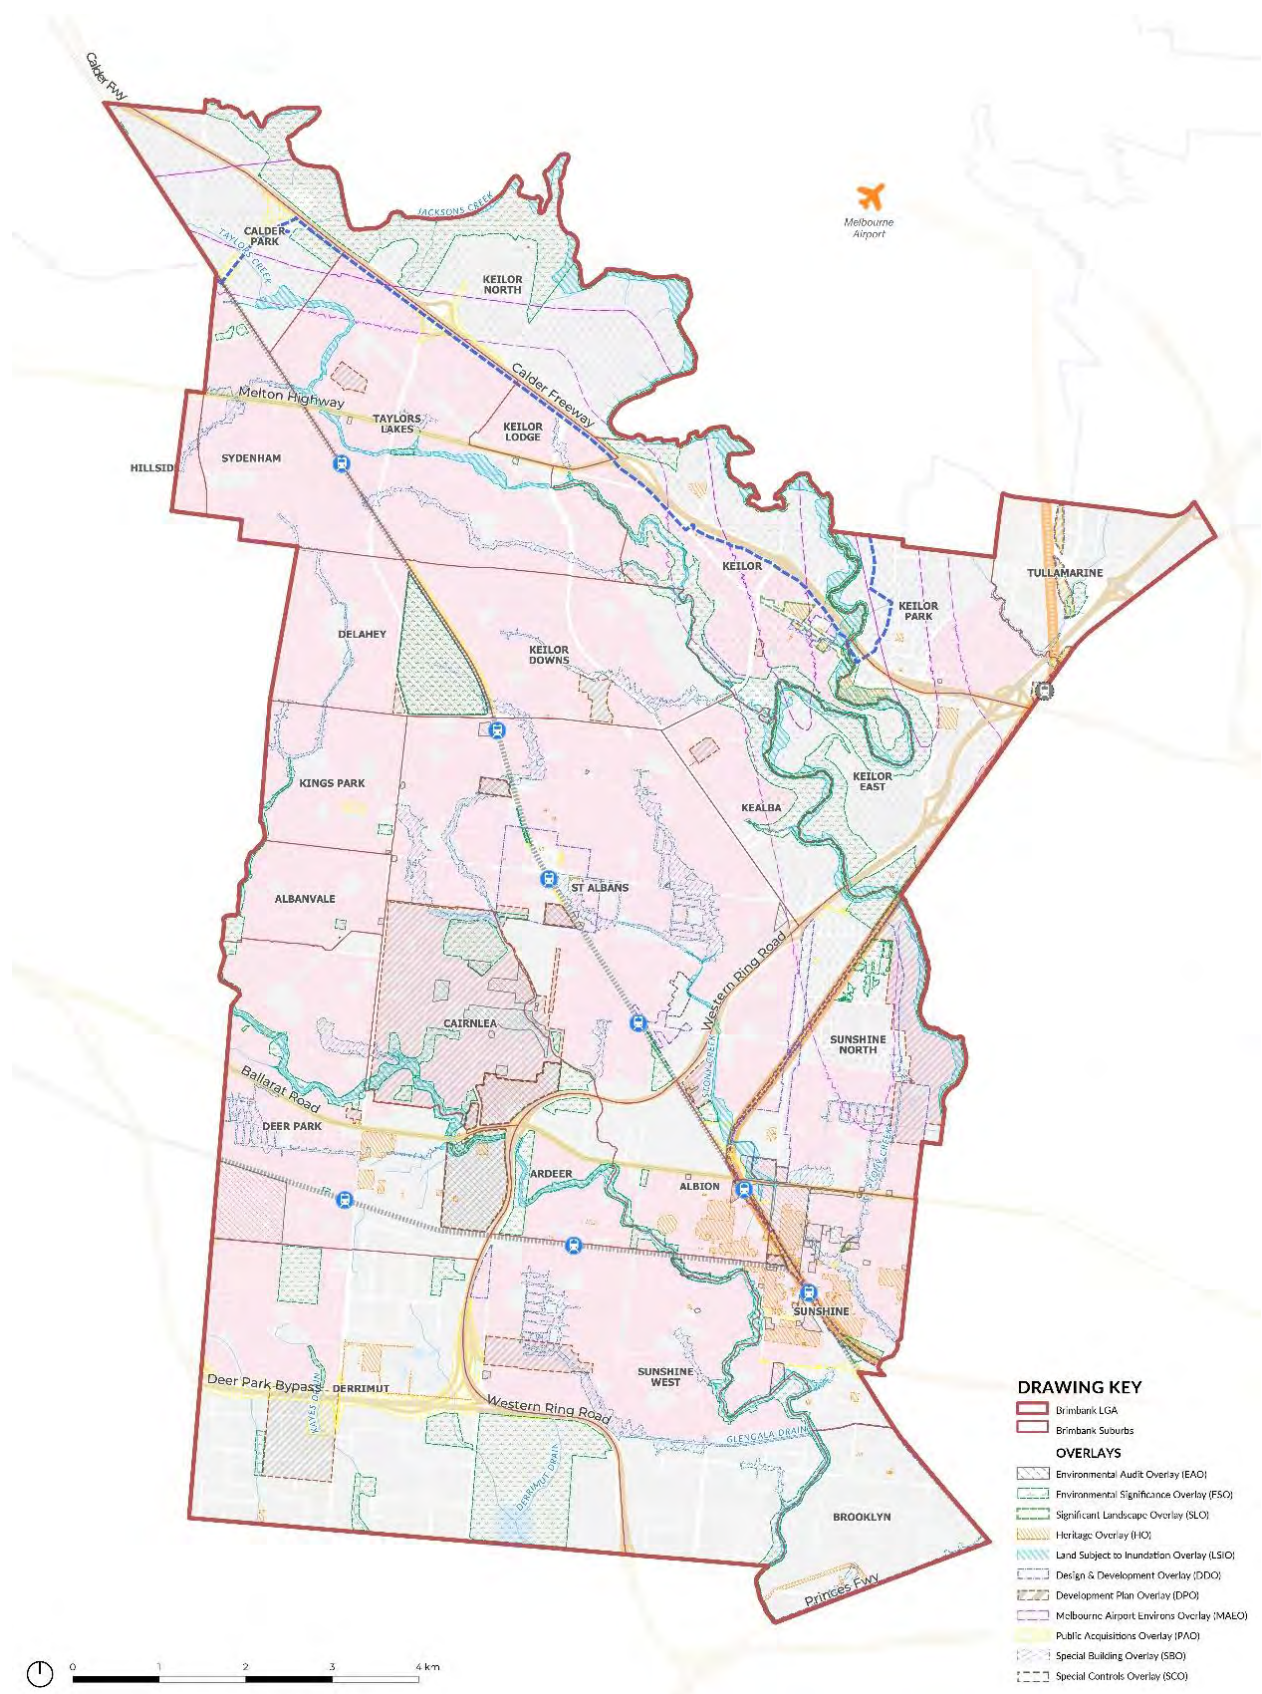 Calder Fwy
JACKSONS CREEK
Melbourne
Airport
CALDER
PARK
TAYLORS CREEK
KEILOR
NORTH
Calder Freeway
Melton Highway
TAYLORS
LAKES
KEILOR
LODGE
SYDENHAM
HILLSID
KEILOR
TULLAMARINE
KEILOR
PARK
DELAHEY
KEILOR
DOWNS
KINGS PARK
KEILOR
EAST
KEALBA
ST ALBANS
ALBANVALE
Western Ring Road
CAIRNLEA
SUNSHINE
NORTH
Ballarat Road
DEER PARK
ARDEER
ALBION
SUNSHINE
SUNSHINE
WEST
Deer Park Bypass
DERRIMUT
KAYES DRAIN
Western Ring Road
GLENGALA DRAIN
DERRIMUT DRAIN
BROOKLYN
Princes Fwy
DRAWING KEY
Brimbank LGA
Brimbank Suburbs
OVERLAYS
Environmental Audit Overlay (EAO)
Environmental Significance Overlay (ESO)
Significant Landscape Overlay (SLO)
Heritage Overlay (HO)
Land Subject to Inundation Overlay (LSIO)
Design & Development Overlay (DDO)
Development Plan Overlay (DPO)
Melbourne Airport Environs Overlay (MAEO)
Public Acquisitions Overlay (PAO)
Special Building Overlay (SBO)
Special Controls Overlay (SCO)
0 1 2 3 4 km